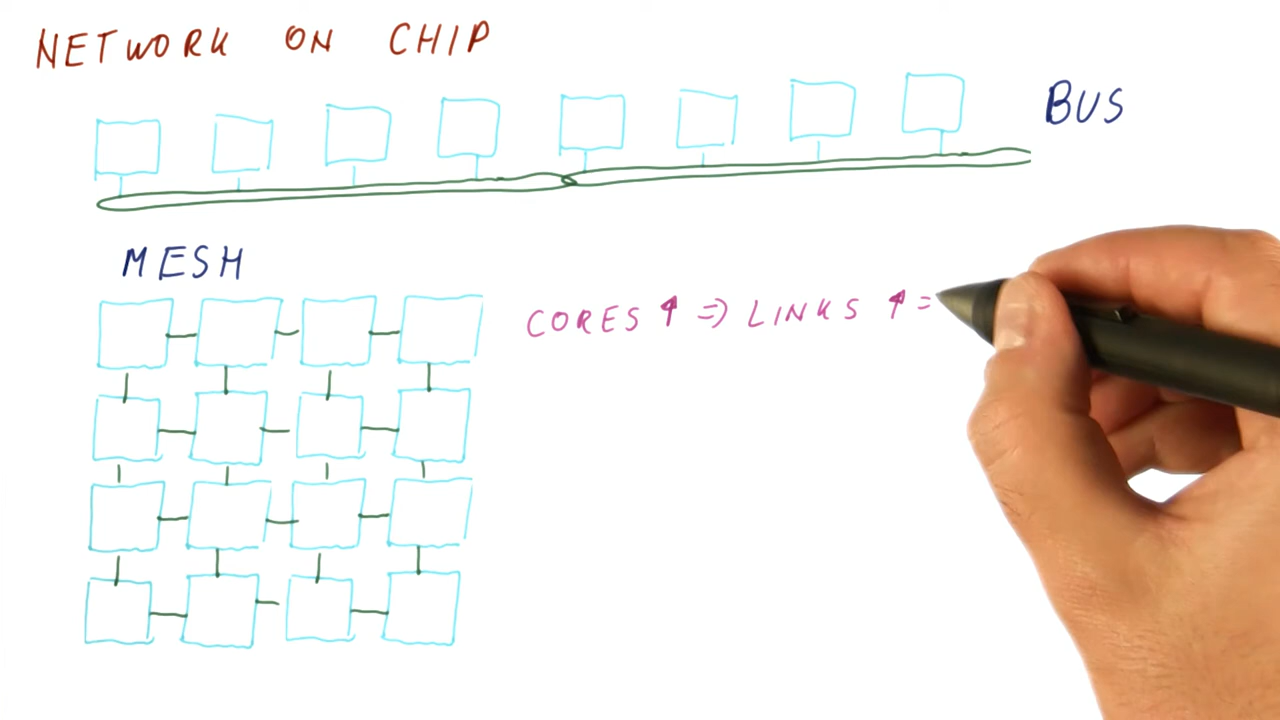 NETWORK ON CHIP
BUS
MESH
CORES ↑ => LINKS ↑ =